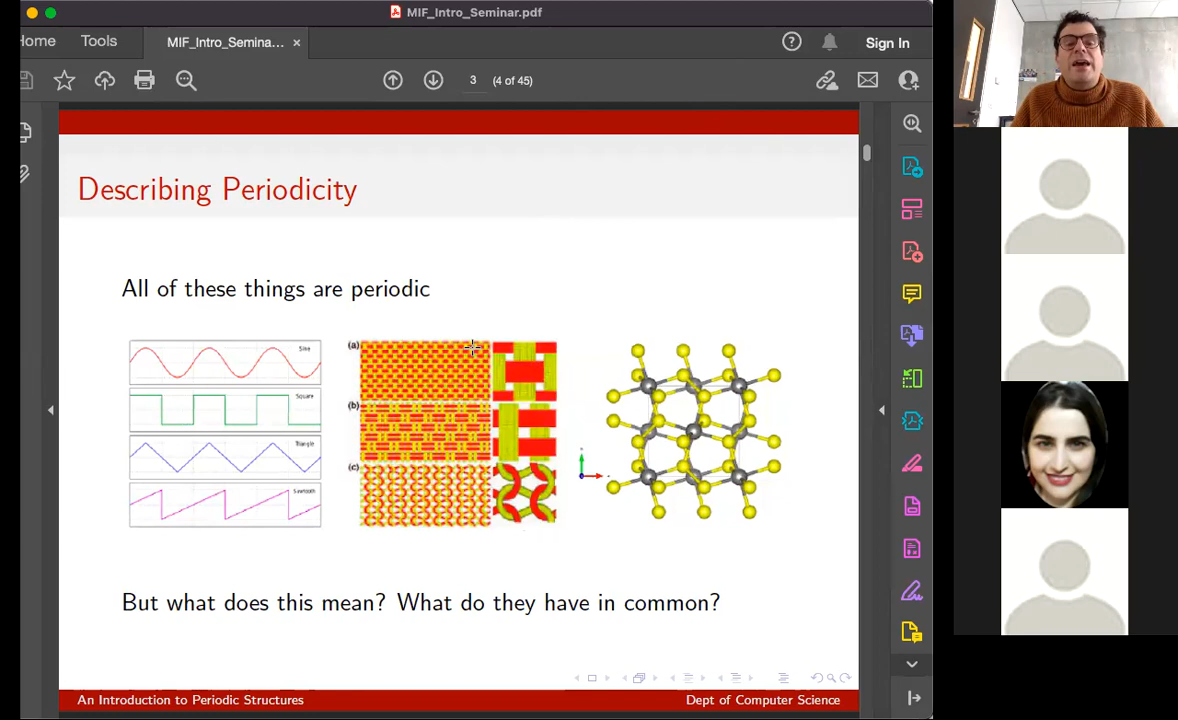 MIF_Intro_Seminar.pdf
Home
Tools
MIF_Intro_Semina... ×
Sign In
3
(4 of 45)
Describing Periodicity
All of these things are periodic
Sine
Square
Triangle
Sawtooth
(a)
(b)
(c)
But what does this mean? What do they have in common?
An Introduction to Periodic Structures
Dept of Computer Science